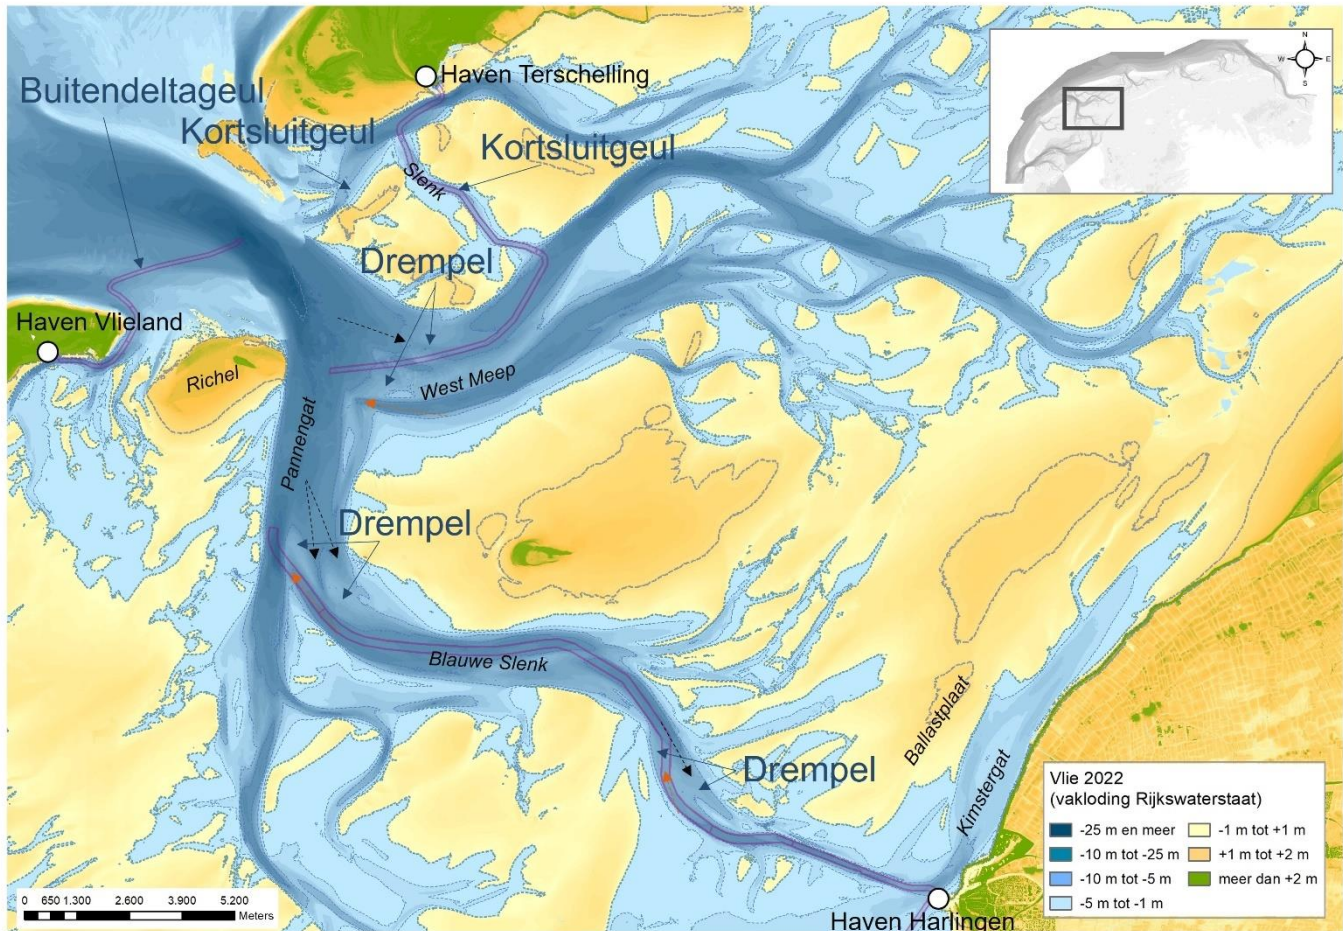 Buitendeltageul
Kortsluitgeul
Haven Terschelling
Kortsluitgeul
Slenk
N
W E
S
Drempel
Haven Vlieland
Richel
West Meep
Pannengat
Drempel
Blauwe Slenk
Drempel
Ballastplaat
Kimstergat
Haven Harlingen
0 650 1.300 2.600 3.900 5.200
Meters
Vlie 2022
(vakloding Rijkswaterstaat)
-25 m en meer
-10 m tot -25 m
-10 m tot -5 m
-5 m tot -1 m
-1 m tot +1 m
+1 m tot +2 m
meer dan +2 m